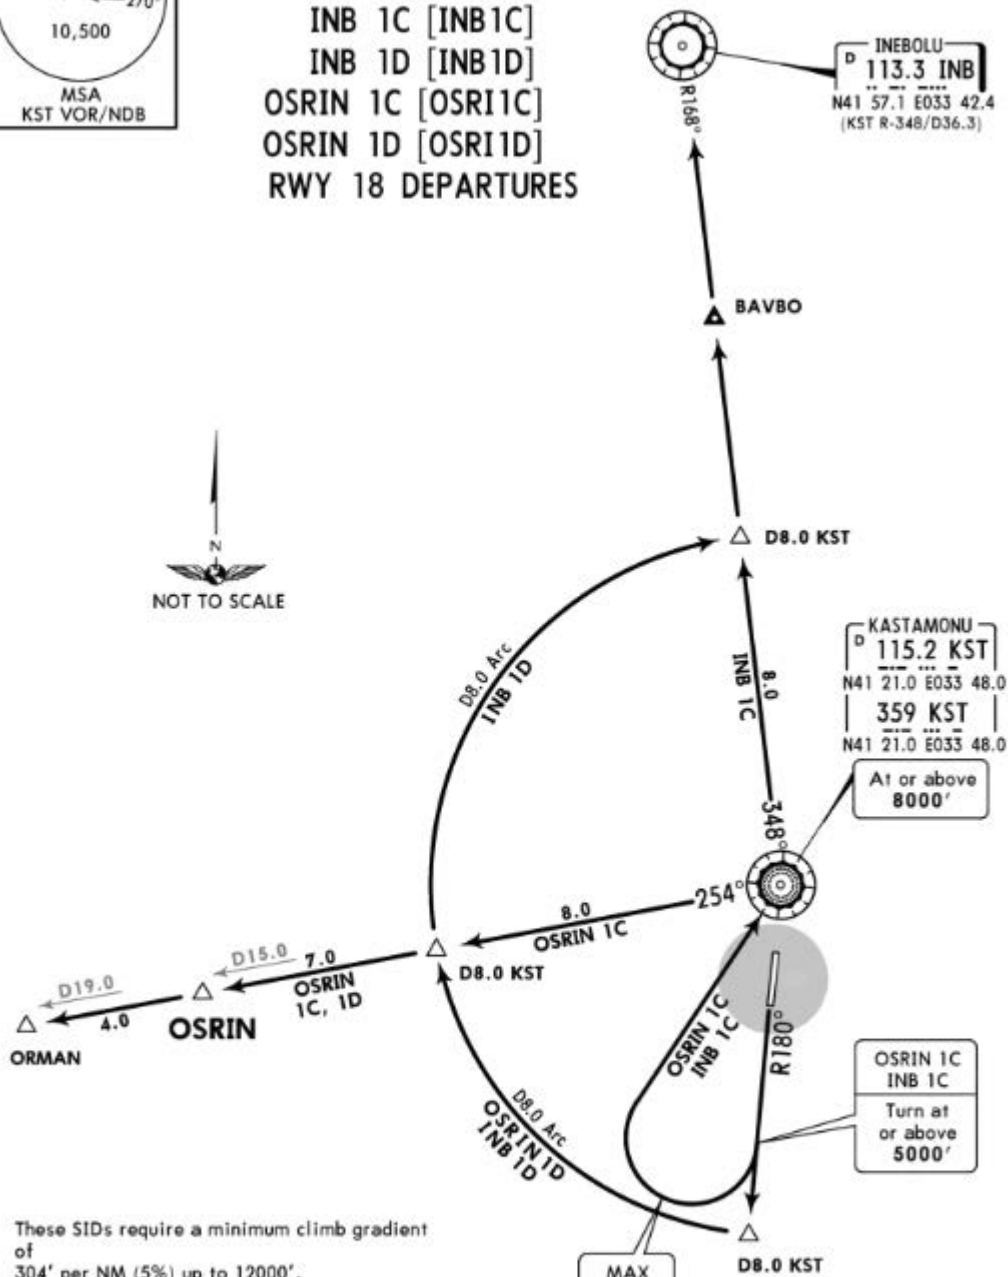 270°
10,500
MSA
KST VOR/NDB
INB 1C [INB1C]
INB 1D [INB1D]
OSRIN 1C [OSRI1C]
OSRIN 1D [OSRI1D]
RWY 18 DEPARTURES
INEBOLU
D 113.3 INB
N41 57.1 E033 42.4
(KST R-348/D36.3)
R168°
BAVBO
N
NOT TO SCALE
D8.0 KST
D8.0 Arc
INB 1D
8.0
INB 1C
KASTAMONU
D 115.2 KST
N41 21.0 E033 48.0
359 KST
N41 21.0 E033 48.0
At or above
8000'
348°
254°
8.0
OSRIN 1C
D8.0 KST
D15.0
7.0
OSRIN
1C, 1D
D19.0
4.0
OSRIN
ORMAN
OSRIN 1C
INB 1C
R180°
OSRIN 1C
INB 1C
Turn at
or above
5000'
D8.0 Arc
OSRIN 1D
INB 1D
D8.0 KST
MAX
These SIDs require a minimum climb gradient
of
304' per NM (5%) up to 12000'.